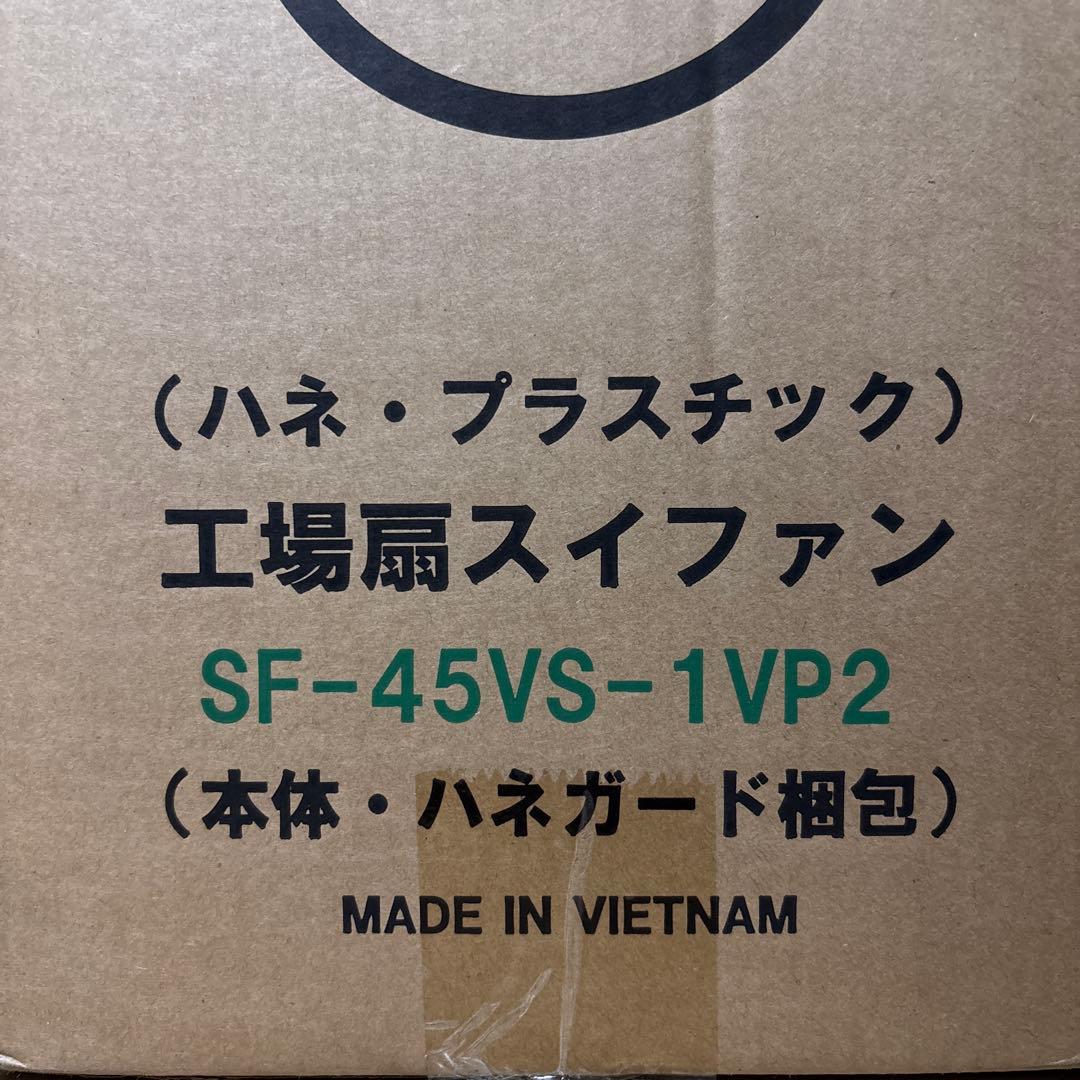 （ハネ・プラスチック）
工場扇スイファン
SF-45VS-1VP2
（本体・ハネガード梱包）
MADE IN VIETNAM